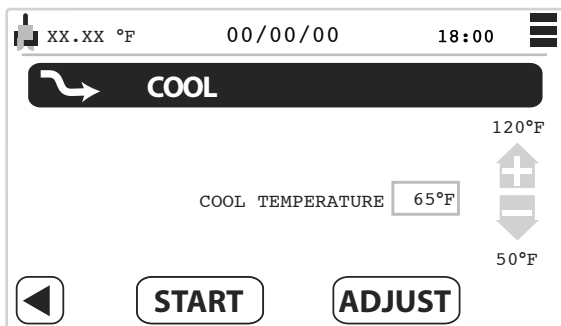 XX.XX °F 00/00/00 18:00
COOL
120°F
COOL TEMPERATURE 65°F
50°F
START ADJUST